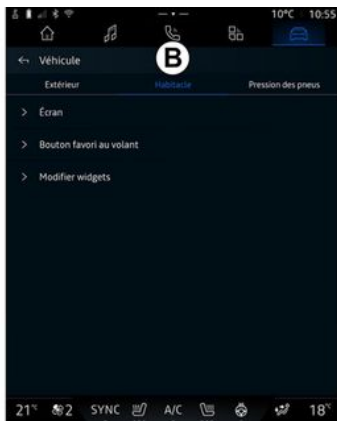 10°C 10:55
B
Véhicule
Extérieur Habitacle Pression des pneus
> Écran
> Bouton favori au volant
> Modifier widgets
21°C 2 SYNC A/C 18°C